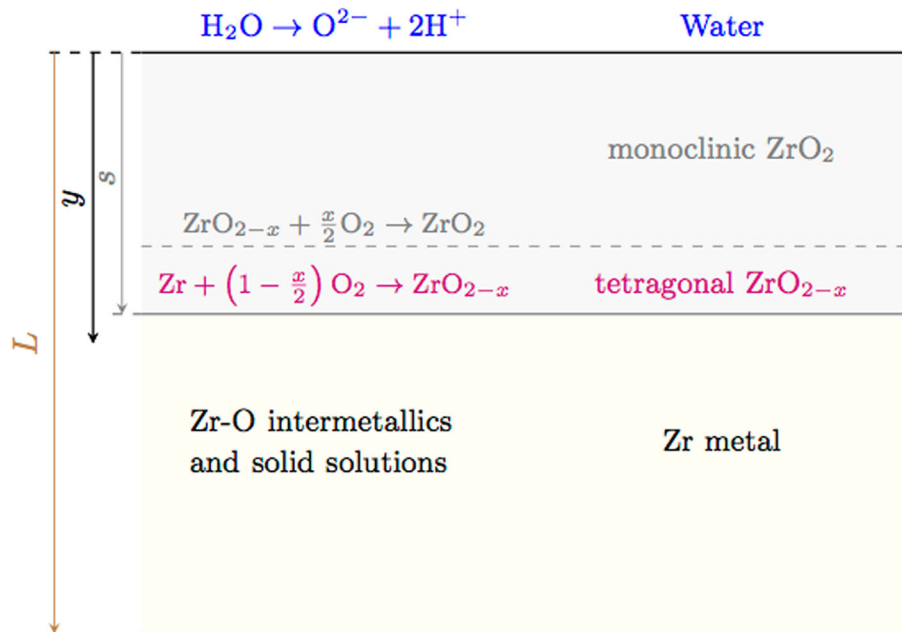 H₂O → O²⁻ + 2H⁺ Water
monoclinic ZrO₂
s
y
ZrO₂₋ₓ + x/2 O₂ → ZrO₂
Zr + (1 − x/2) O₂ → ZrO₂₋ₓ tetragonal ZrO₂₋ₓ
L
Zr-O intermetallics
and solid solutions
Zr metal